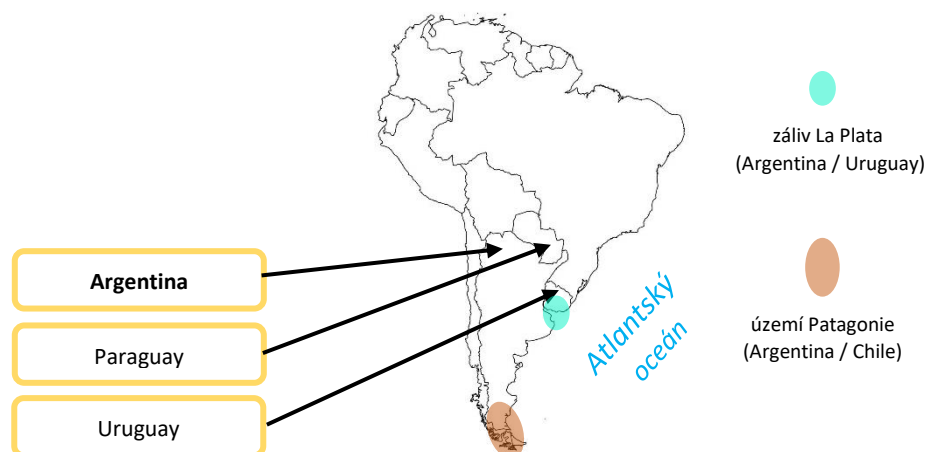 záliv La Plata
(Argentina / Uruguay)
Argentina
Paraguay
Uruguay
Atlantský
oceán
území Patagonie
(Argentina / Chile)